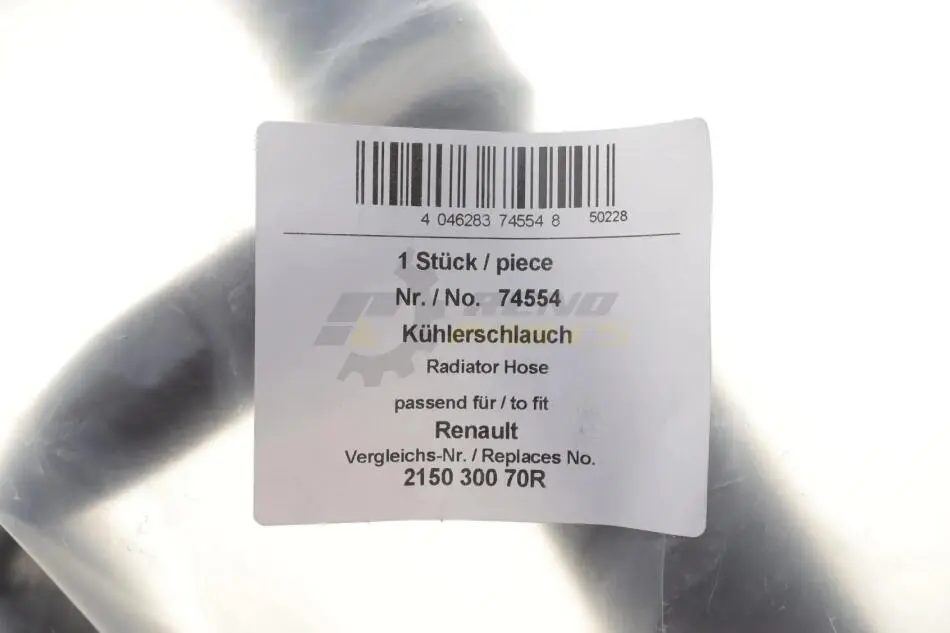 4 046283 74554 8 50228
1 Stück / piece
Nr. / No. 74554
Kühlerschlauch
Radiator Hose
passend für / to fit
Renault
Vergleichs-Nr. / Replaces No.
2150 300 70R